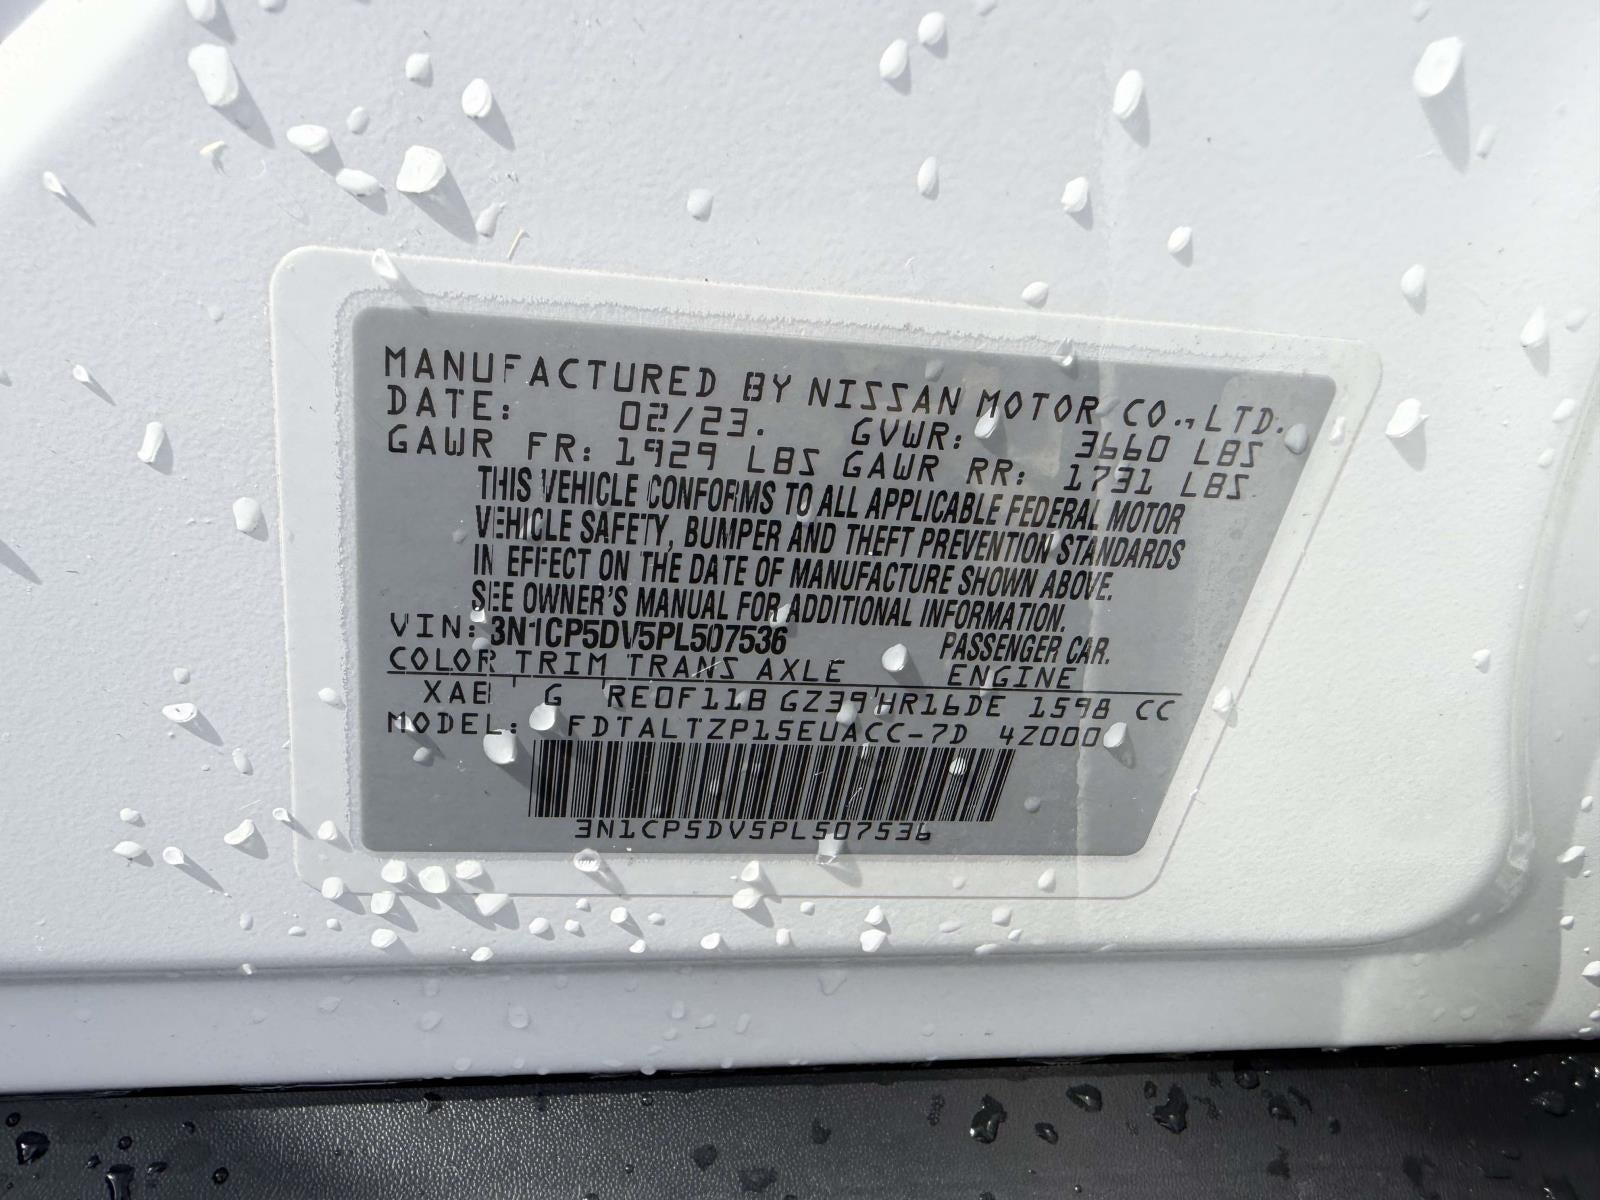 MANUFACTURED BY NISSAN MOTOR CO., LTD.
DATE: 02/23. GVWR: 3660 LBS
GAWR FR: 1929 LBS GAWR RR: 1731 LBS
THIS VEHICLE CONFORMS TO ALL APPLICABLE FEDERAL MOTOR
VEHICLE SAFETY, BUMPER AND THEFT PREVENTION STANDARDS
IN EFFECT ON THE DATE OF MANUFACTURE SHOWN ABOVE.
SEE OWNER'S MANUAL FOR ADDITIONAL INFORMATION.
VIN: 3N1CP5DV5PL507536 PASSENGER CAR.
COLOR TRIM TRANS AXLE ENGINE
XAB G RE0F11B GZ39 HR16DE 1598 CC
MODEL: FDTALTZP15EUACC-7D 4Z000
3N1CP5DV5PL507536